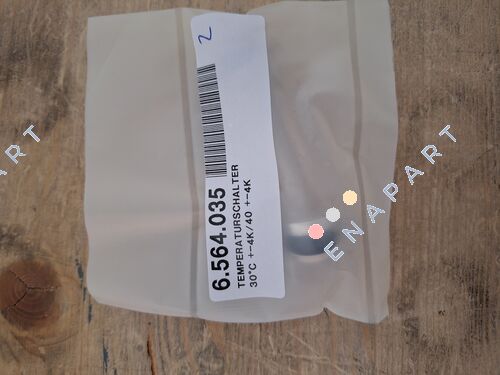 2
6.564.035
TEMPERATURSCHALTER
30°C +-4K/40 +-4K
ENAPART
ART